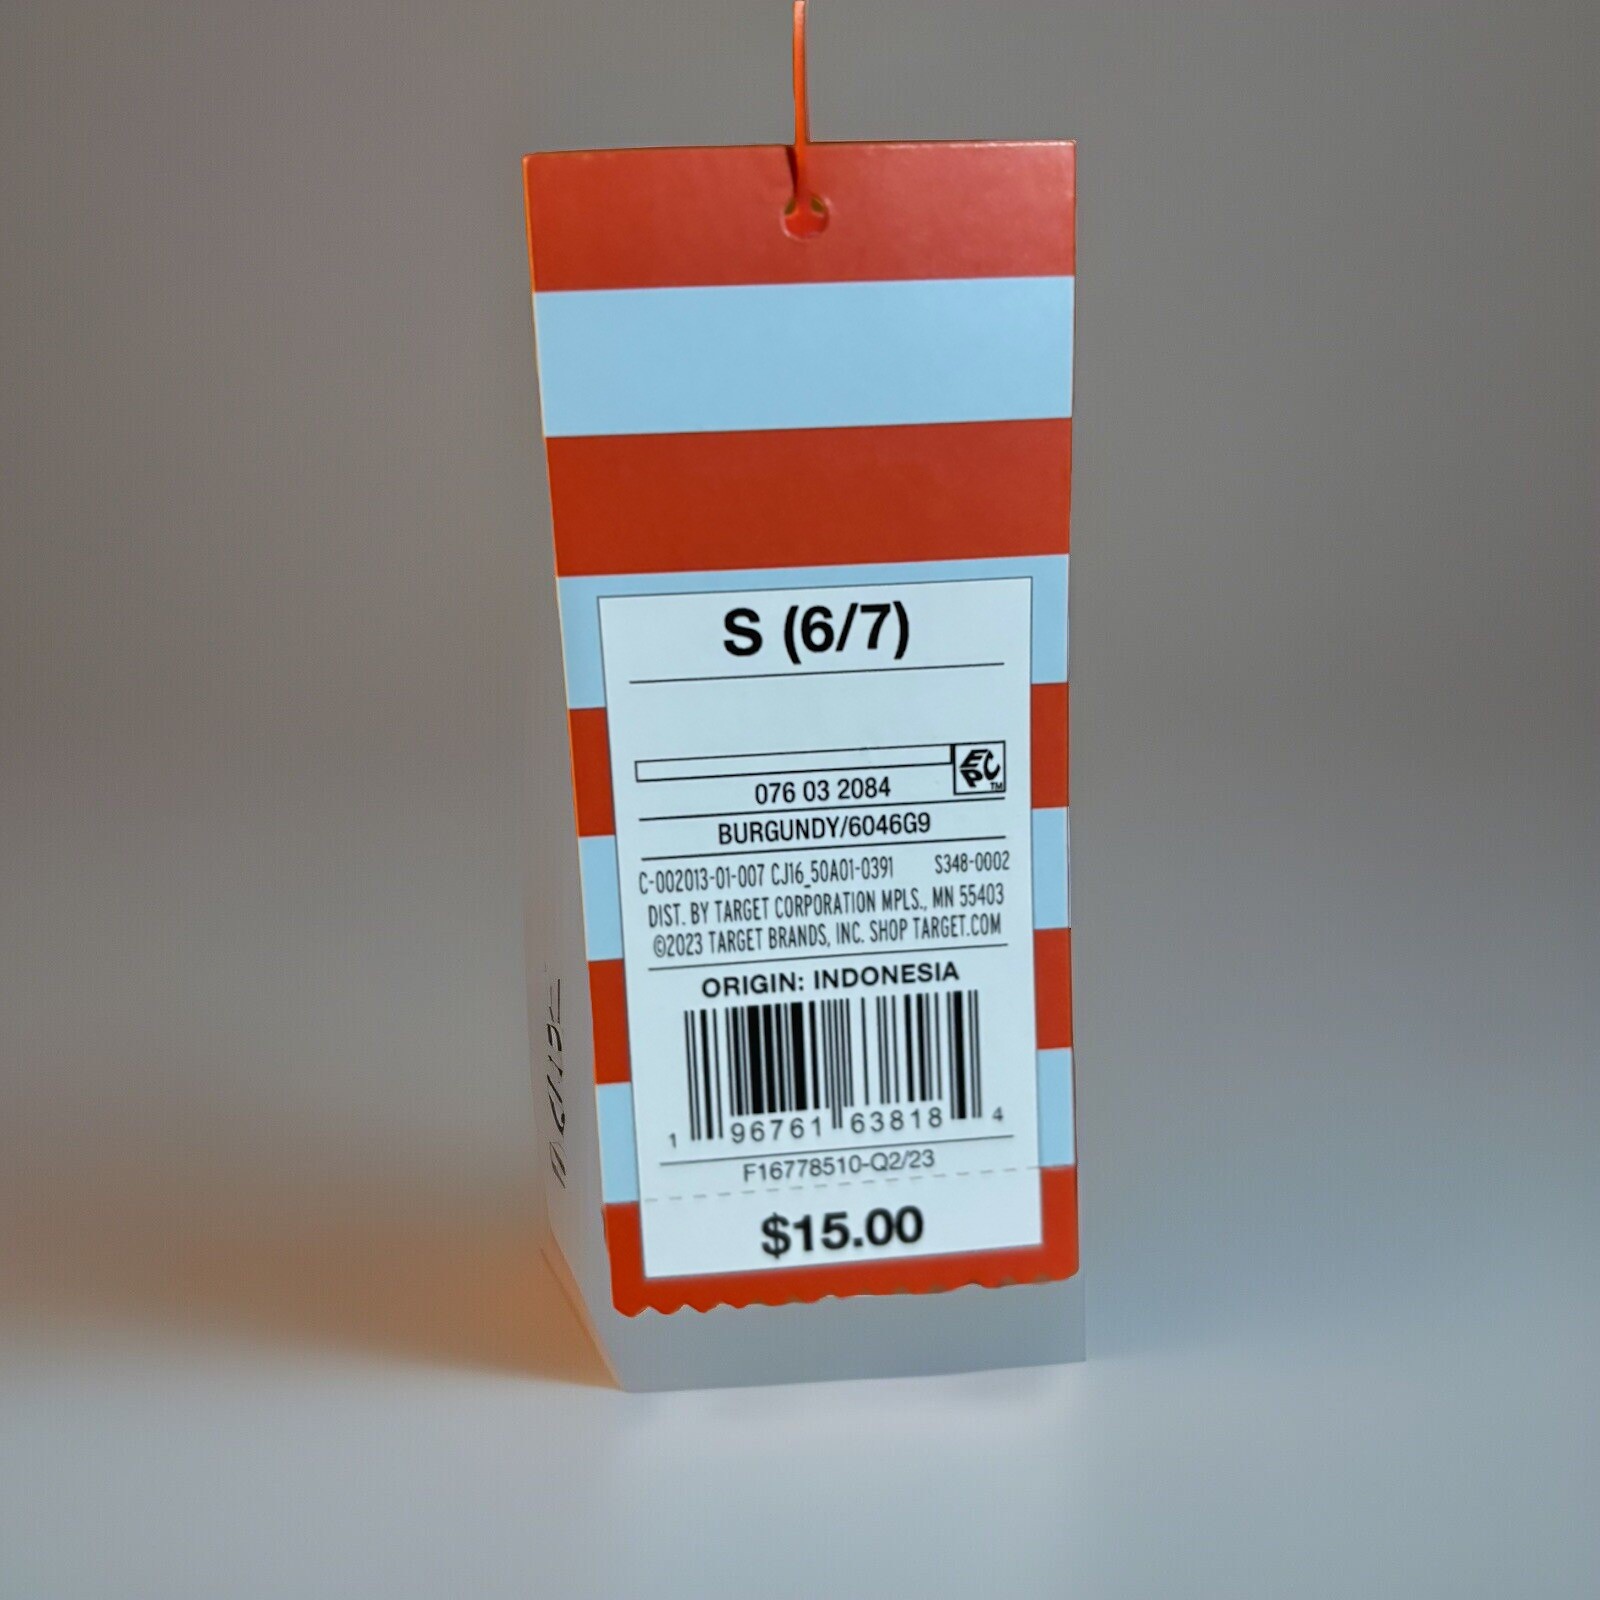 S (6/7)
EPC™
076 03 2084
BURGUNDY/6046G9
C-002013-01-007 CJ16_50A01-0391 S348-0002
DIST. BY TARGET CORPORATION MPLS., MN 55403
©2023 TARGET BRANDS, INC. SHOP TARGET.COM
ORIGIN: INDONESIA
1 96761 63818 4
F16778510-Q2/23
$15.00